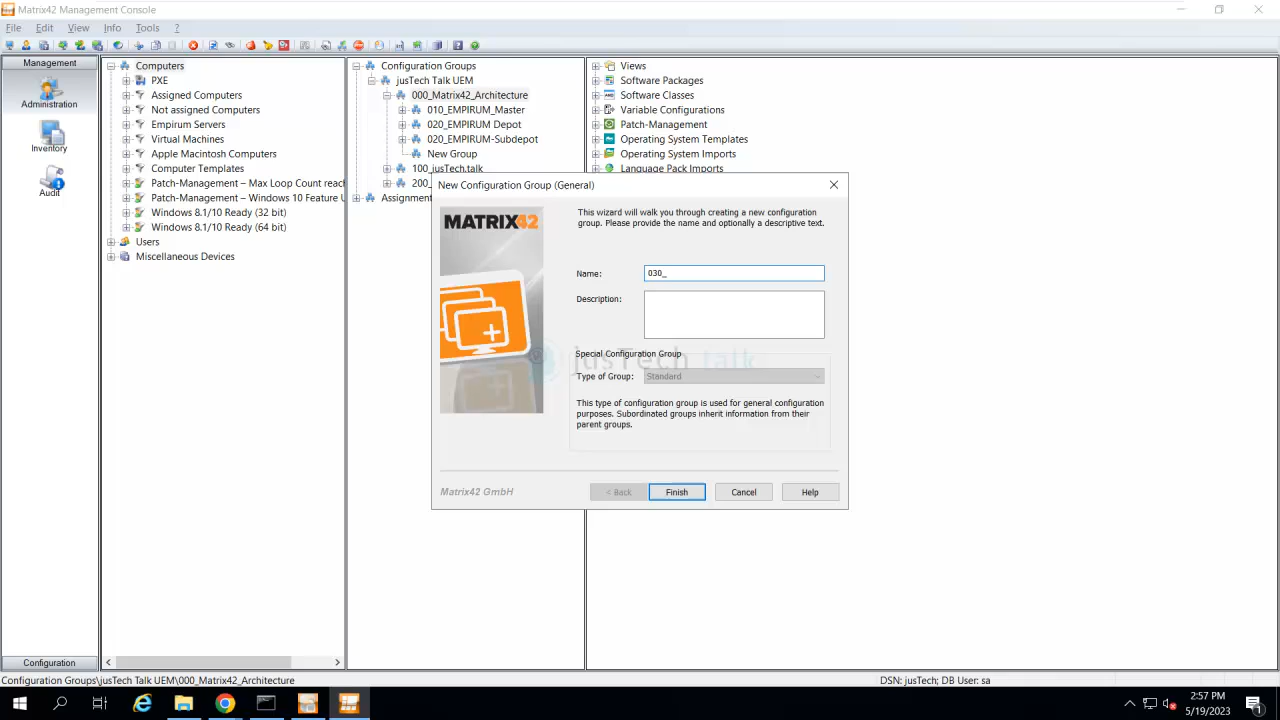 Matrix42 Management Console
File Edit View Info Tools ?
Management
Administration
Inventory
Audit
Configuration
Computers
PXE
Assigned Computers
Not assigned Computers
Empirum Servers
Virtual Machines
Apple Macintosh Computers
Computer Templates
Patch-Management – Max Loop Count reach
Patch-Management – Windows 10 Feature U
Windows 8.1/10 Ready (32 bit)
Windows 8.1/10 Ready (64 bit)
Users
Miscellaneous Devices
Configuration Groups
jusTech Talk UEM
000_Matrix42_Architecture
010_EMPIRUM_Master
020_EMPIRUM Depot
020_EMPIRUM-Subdepot
New Group
100_jusTech.talk
200_
Assignment
Views
Software Packages
Software Classes
Variable Configurations
Patch-Management
Operating System Templates
Operating System Imports
Language Pack Imports
New Configuration Group (General)
MATRIX42
This wizard will walk you through creating a new configuration
group. Please provide the name and optionally a descriptive text.
Name: 030_
Description:
jusTech talk
Special Configuration Group
Type of Group: Standard
This type of configuration group is used for general configuration
purposes. Subordinated groups inherit information from their
parent groups.
Matrix42 GmbH
< Back Finish Cancel Help
Configuration Groups\jusTech Talk UEM\000_Matrix42_Architecture
DSN: jusTech; DB User: sa
2:57 PM
5/19/2023
1